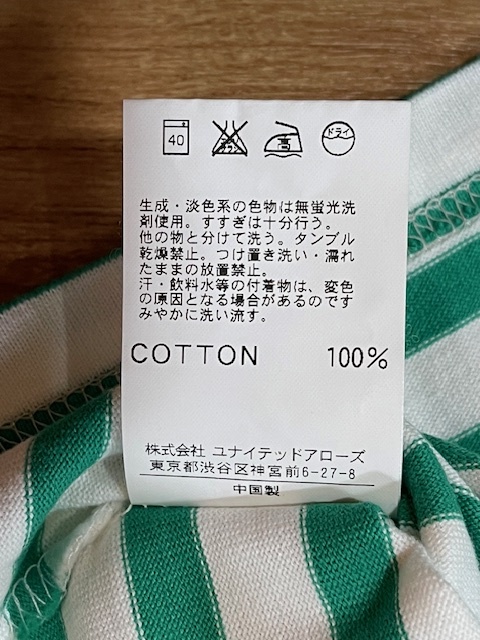 40 エンソサラシ 高 ドライ
生成・淡色系の色物は無蛍光洗
剤使用。すすぎは十分行う。
他の物と分けて洗う。タンブル
乾燥禁止。つけ置き洗い・濡れ
たままの放置禁止。
汗・飲料水等の付着物は、変色
の原因となる場合があるのです
みやかに洗い流す。
COTTON 100%
株式会社 ユナイテッドアローズ
東京都渋谷区神宮前6-27-8
中国製